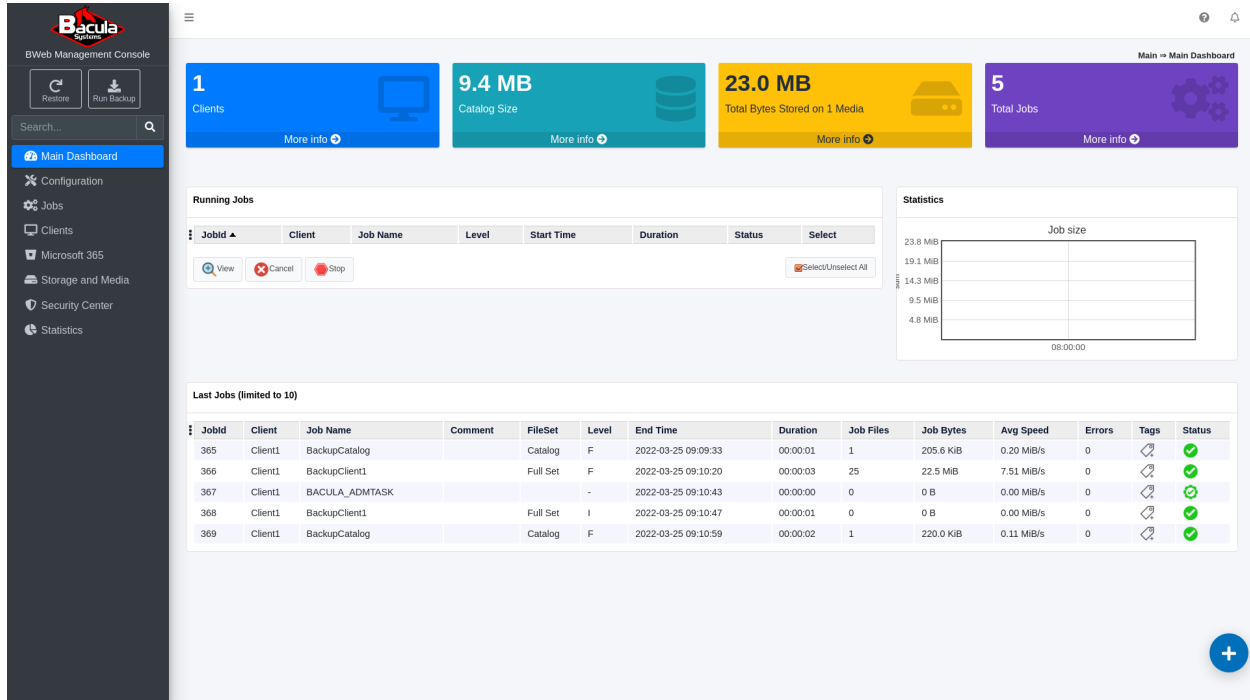 Bacula
Systems
BWeb Management Console
Restore
Run Backup
Search...
Main Dashboard
Configuration
Jobs
Clients
Microsoft 365
Storage and Media
Security Center
Statistics
Main ⇒ Main Dashboard
1
Clients
More info
9.4 MB
Catalog Size
More info
23.0 MB
Total Bytes Stored on 1 Media
More info
5
Total Jobs
More info
Running Jobs
JobId Client Job Name Level Start Time Duration Status Select
View Cancel Stop Select/Unselect All
Statistics
Job size
23.8 MiB
19.1 MiB
14.3 MiB
9.5 MiB
4.8 MiB
sum
08:00:00
Last Jobs (limited to 10)
JobId Client Job Name Comment FileSet Level End Time Duration Job Files Job Bytes Avg Speed Errors Tags Status
365 Client1 BackupCatalog Catalog F 2022-03-25 09:09:33 00:00:01 1 205.6 KiB 0.20 MiB/s 0
366 Client1 BackupClient1 Full Set F 2022-03-25 09:10:20 00:00:03 25 22.5 MiB 7.51 MiB/s 0
367 Client1 BACULA_ADMTASK - 2022-03-25 09:10:43 00:00:00 0 0 B 0.00 MiB/s 0
368 Client1 BackupClient1 Full Set I 2022-03-25 09:10:47 00:00:01 0 0 B 0.00 MiB/s 0
369 Client1 BackupCatalog Catalog F 2022-03-25 09:10:59 00:00:02 1 220.0 KiB 0.11 MiB/s 0